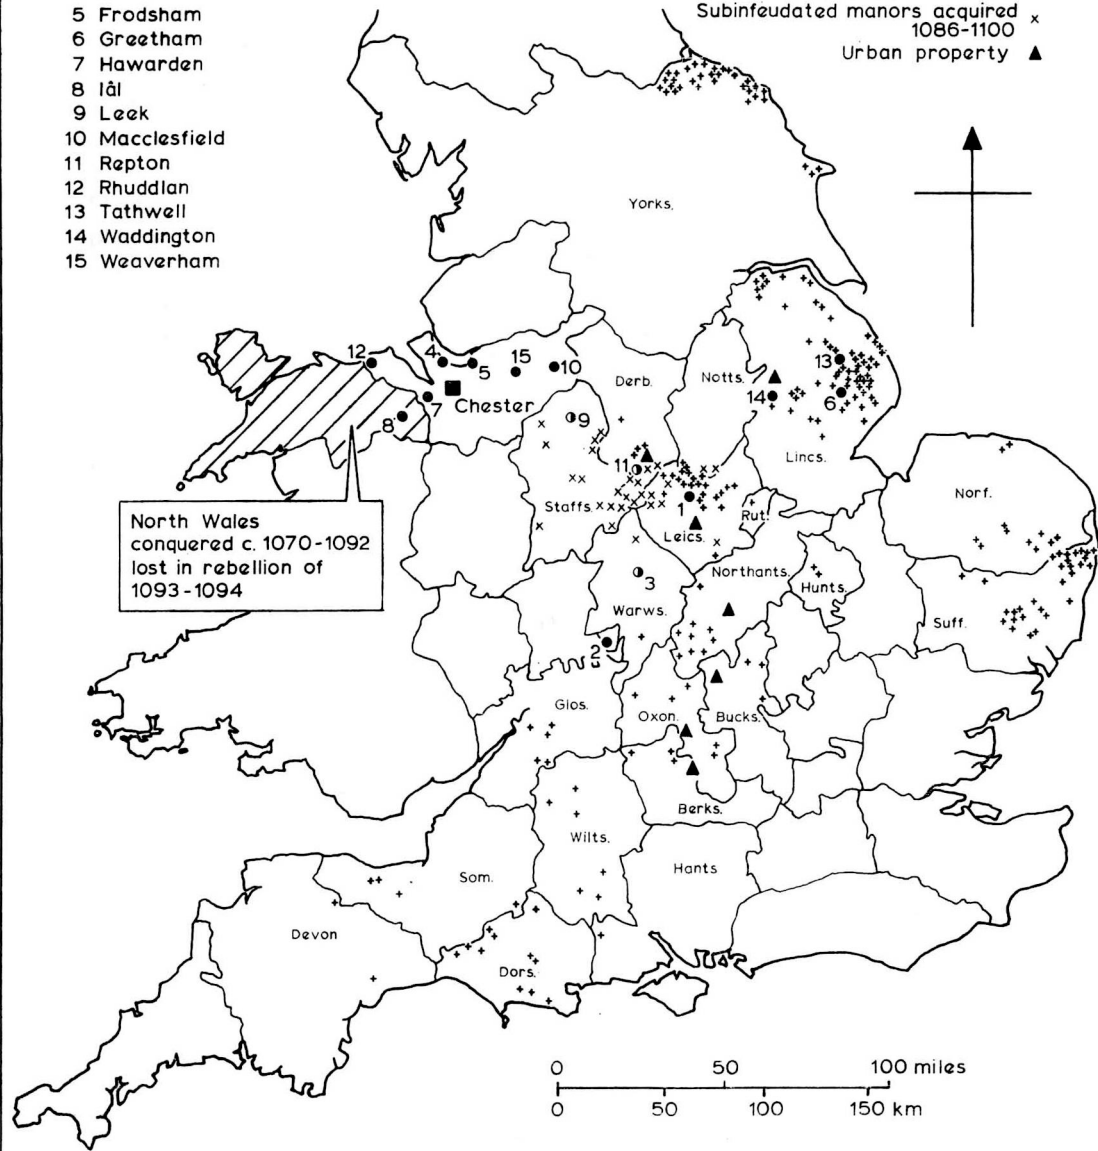 5 Frodsham
6 Greetham
7 Hawarden
8 Iâl
9 Leek
10 Macclesfield
11 Repton
12 Rhuddlan
13 Tathwell
14 Waddington
15 Weaverham
Subinfeudated manors acquired x
1086-1100
Urban property ▲
Yorks.
12
4
5
15
10
7
Chester
8
Derb.
Notts.
13
14
6
Lincs.
9
11
Staffs.
1
Leics.
Rut.
Norf.
North Wales
conquered c. 1070-1092
lost in rebellion of
1093-1094
3
Warws.
Northants.
Hunts.
Suff.
2
Glos.
Oxon.
Bucks.
Berks.
Wilts.
Hants
Som.
Devon
Dors.
0 50 100 miles
0 50 100 150 km